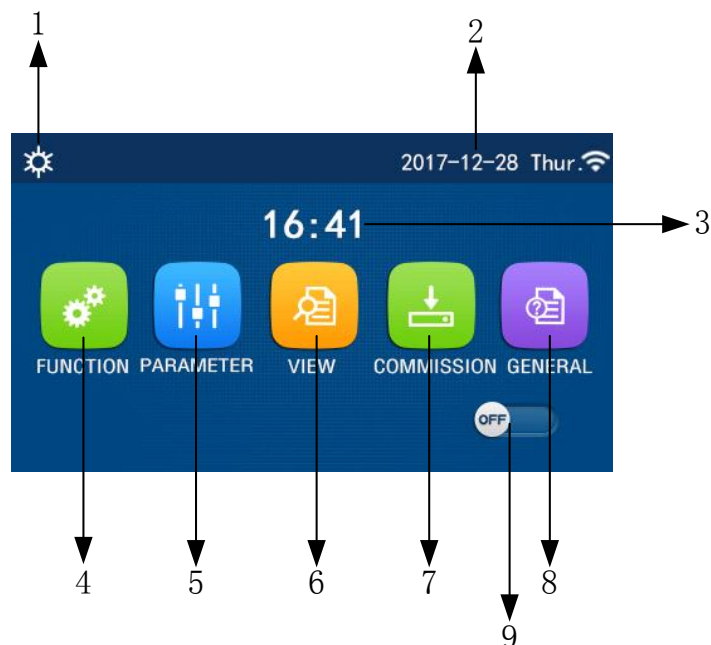 1 2
2017-12-28 Thur.
16:41
3
FUNCTION PARAMETER VIEW COMMISSION GENERAL
OFF
4 5 6 7 8
9